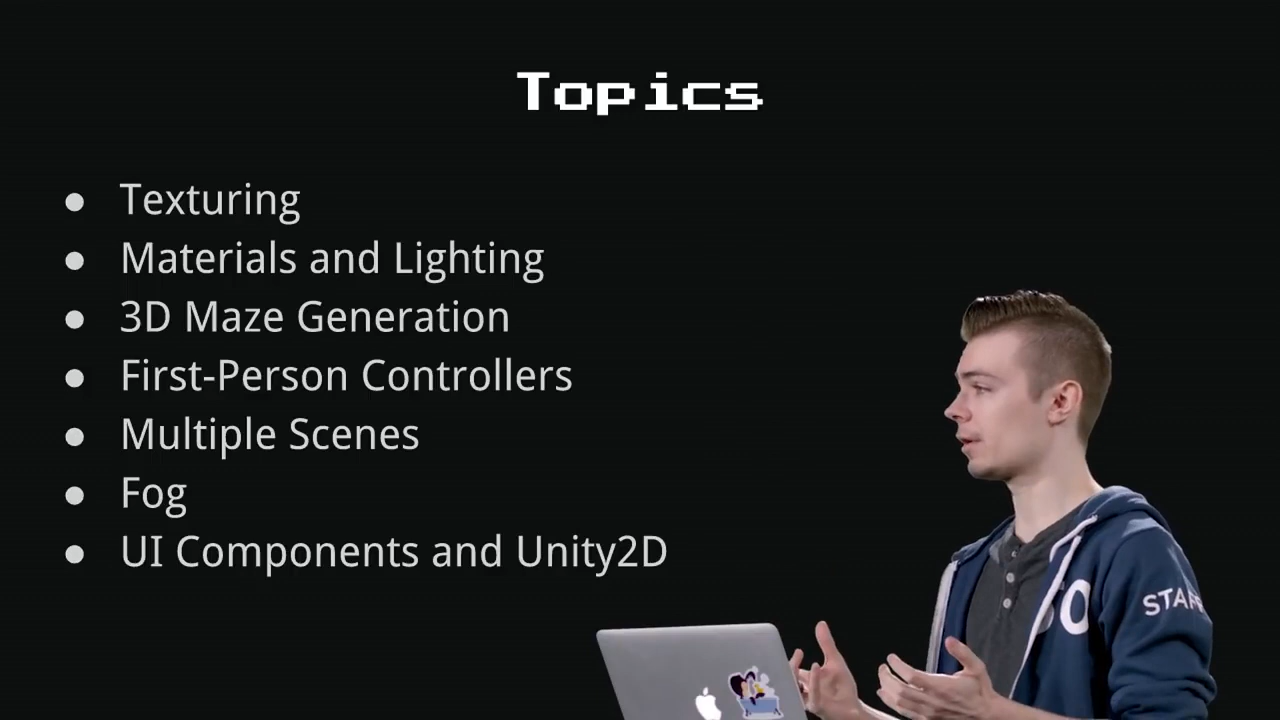 Topics
● Texturing
● Materials and Lighting
● 3D Maze Generation
● First-Person Controllers
● Multiple Scenes
● Fog
● UI Components and Unity2D